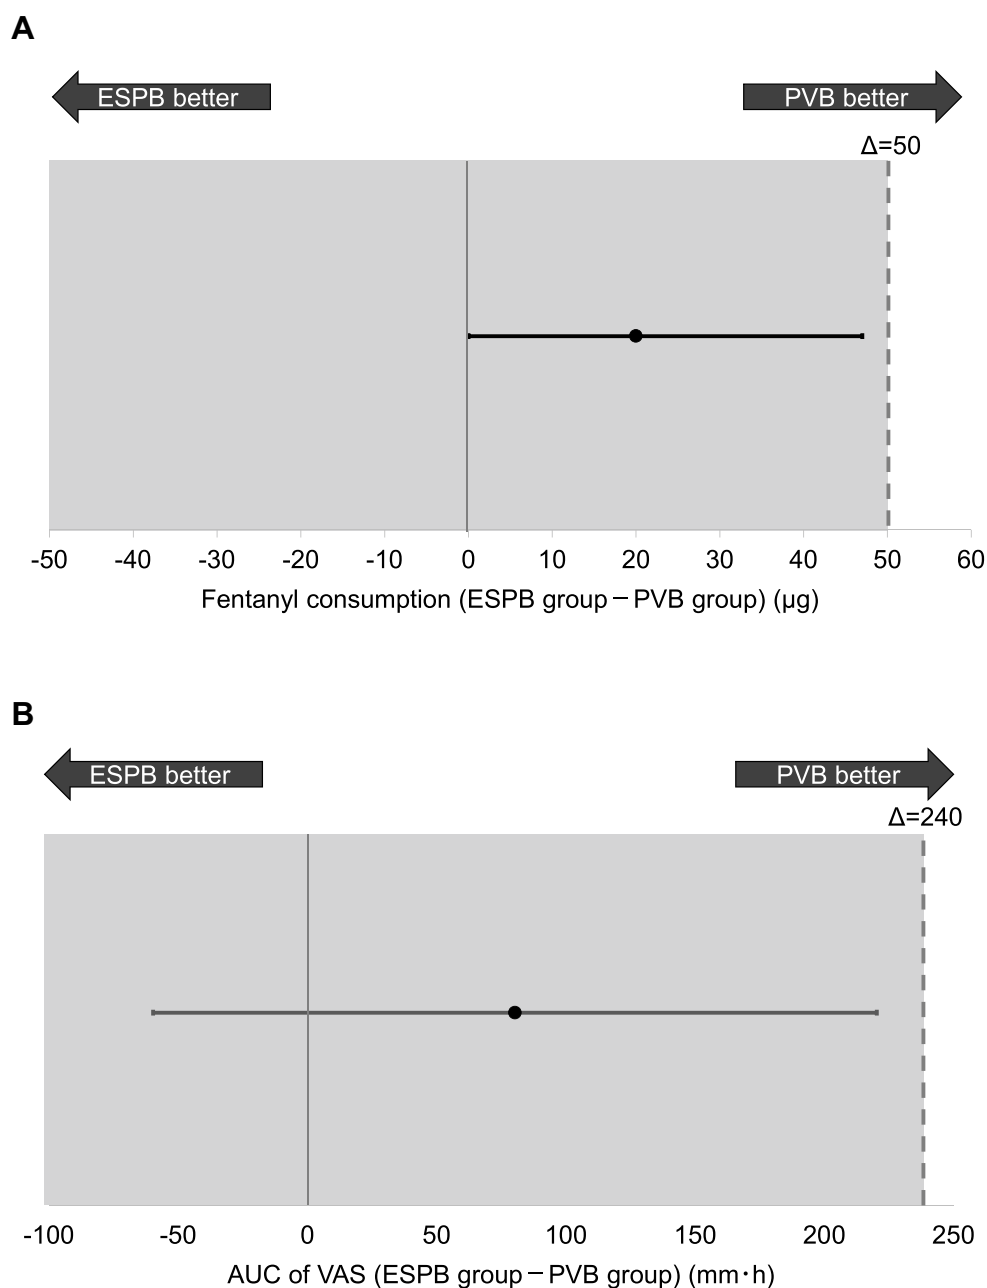 A
ESPB better PVB better
Δ=50
-50 -40 -30 -20 -10 0 10 20 30 40 50 60
Fentanyl consumption (ESPB group－PVB group) (μg)
B
ESPB better PVB better
Δ=240
-100 -50 0 50 100 150 200 250
AUC of VAS (ESPB group－PVB group) (mm・h)